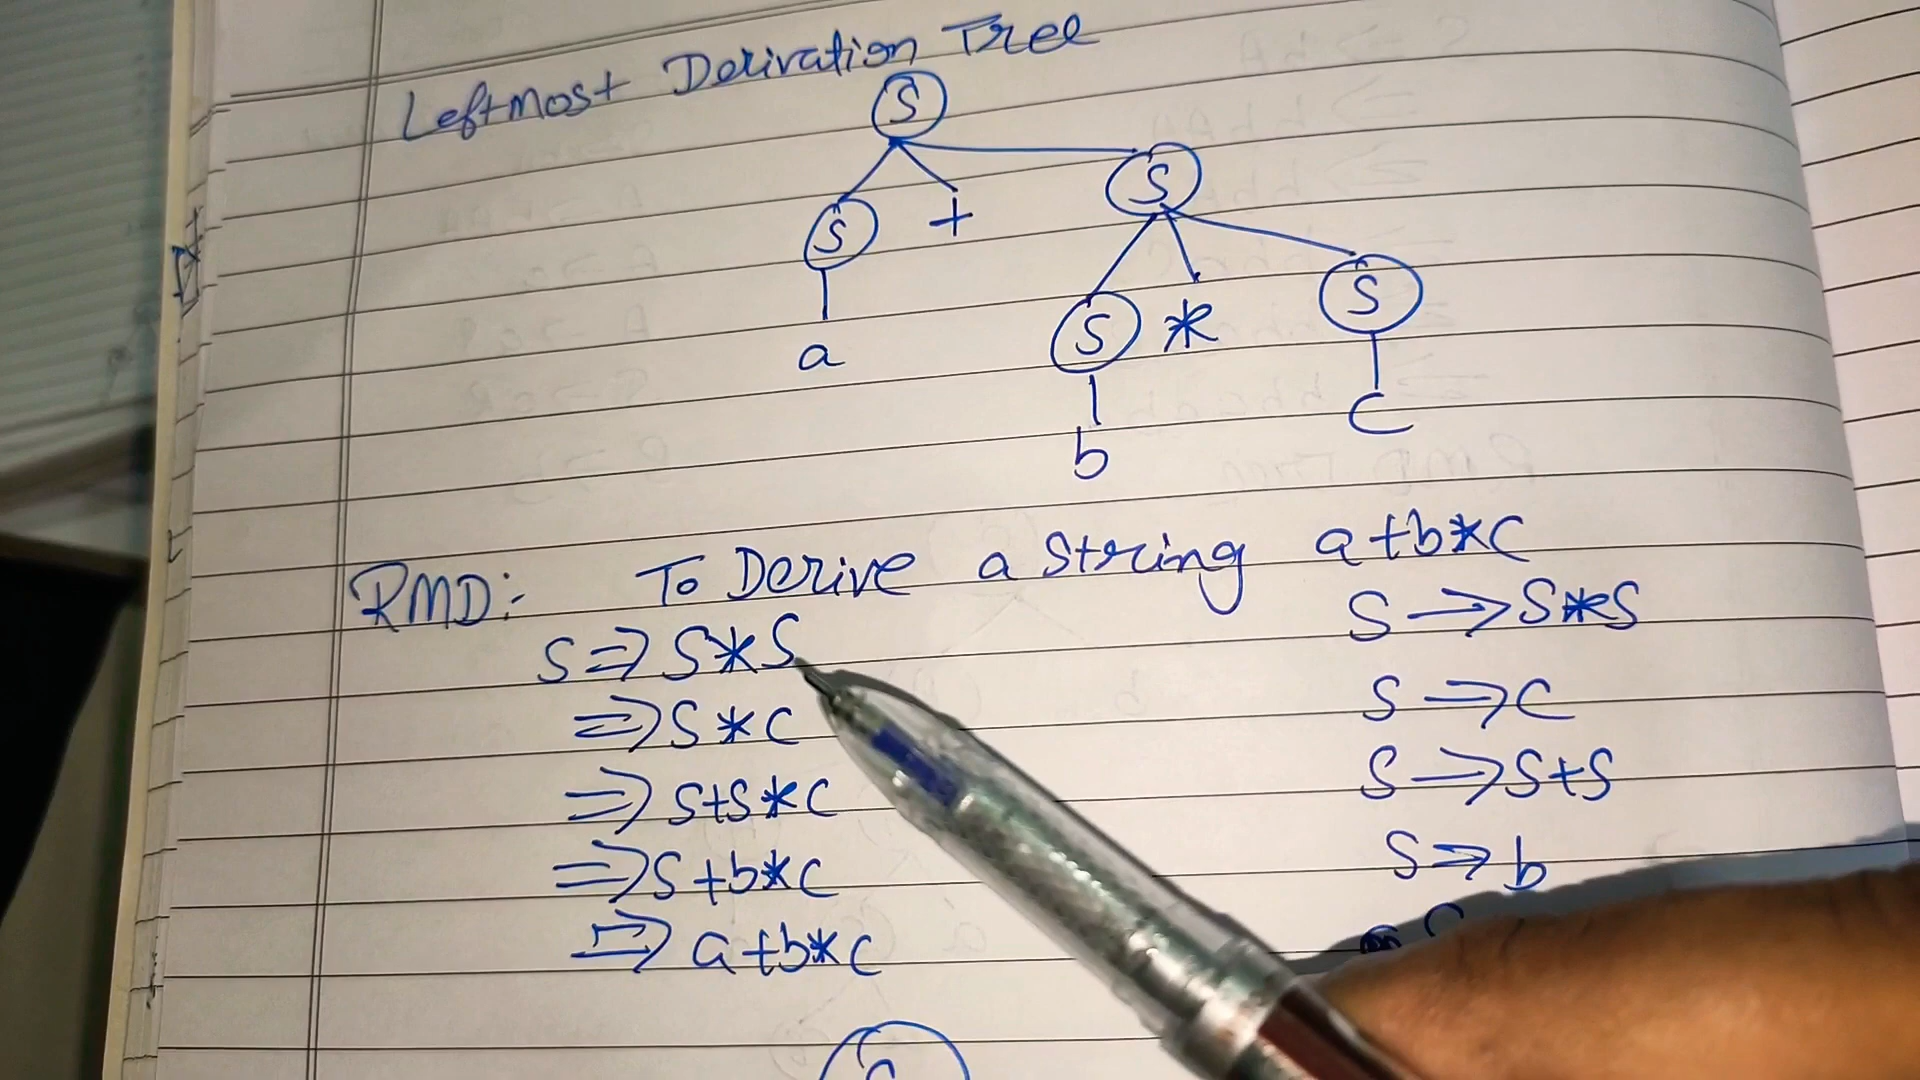 Leftmost Derivation Tree
S
S + S
a S * S
b C
RMD:- To Derive a string a+b*c
S ⇒ S*S S → S*S
⇒ S*C S → C
⇒ S+S*C S → S+S
⇒ S+b*C S → b
⇒ a+b*c